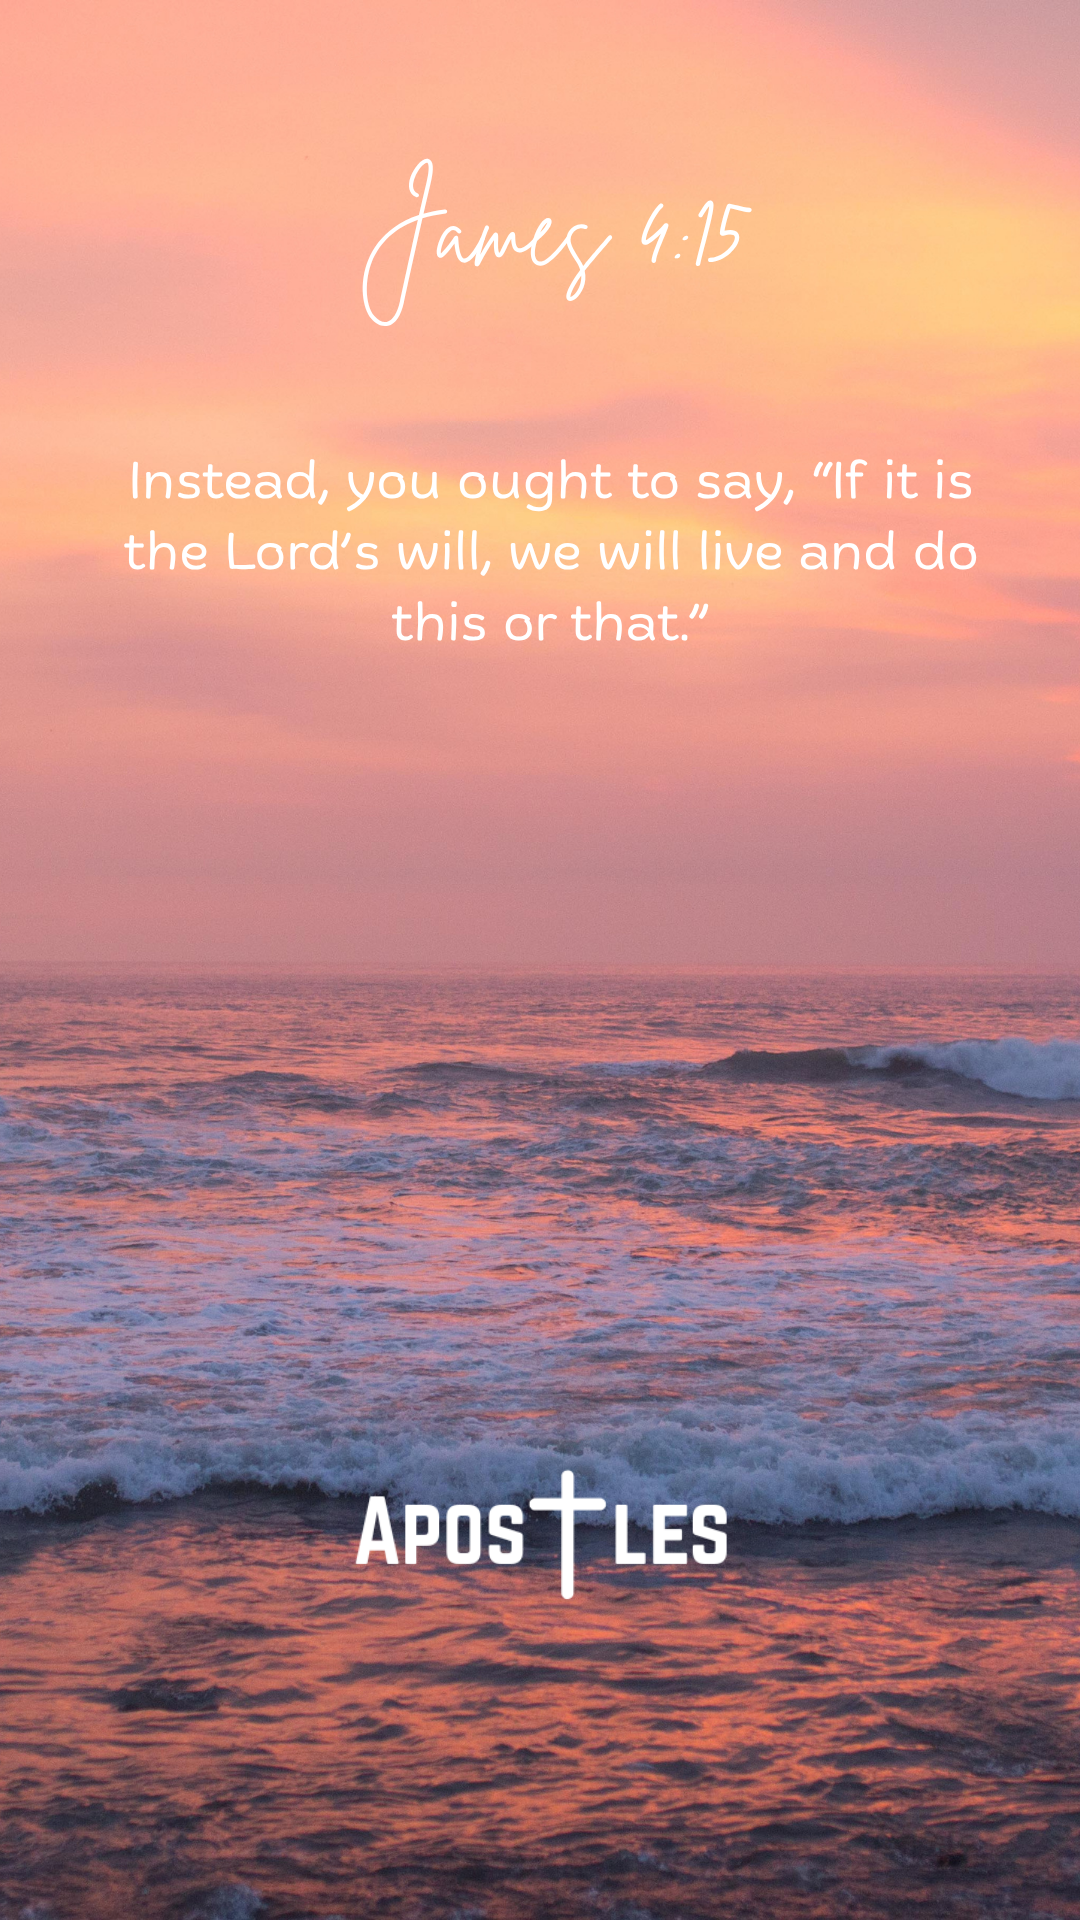 James 4:15
Instead, you ought to say, “If it is
the Lord’s will, we will live and do
this or that.”
APOSTLES